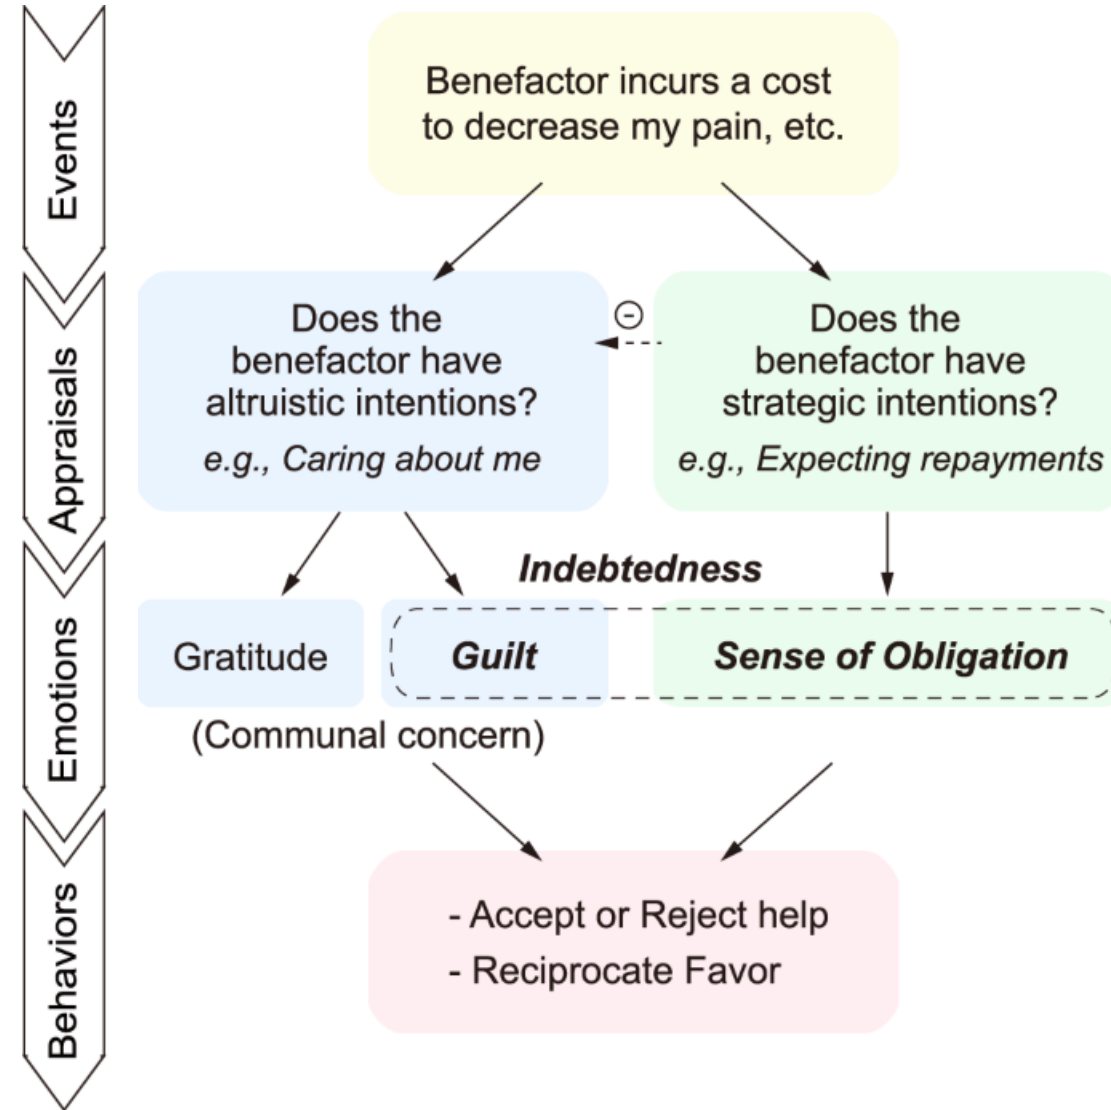 Events
Benefactor incurs a cost
to decrease my pain, etc.
Appraisals
Does the
benefactor have
altruistic intentions?
e.g., Caring about me
-
Does the
benefactor have
strategic intentions?
e.g., Expecting repayments
Emotions
Indebtedness
Gratitude
Guilt
Sense of Obligation
(Communal concern)
Behaviors
- Accept or Reject help
- Reciprocate Favor